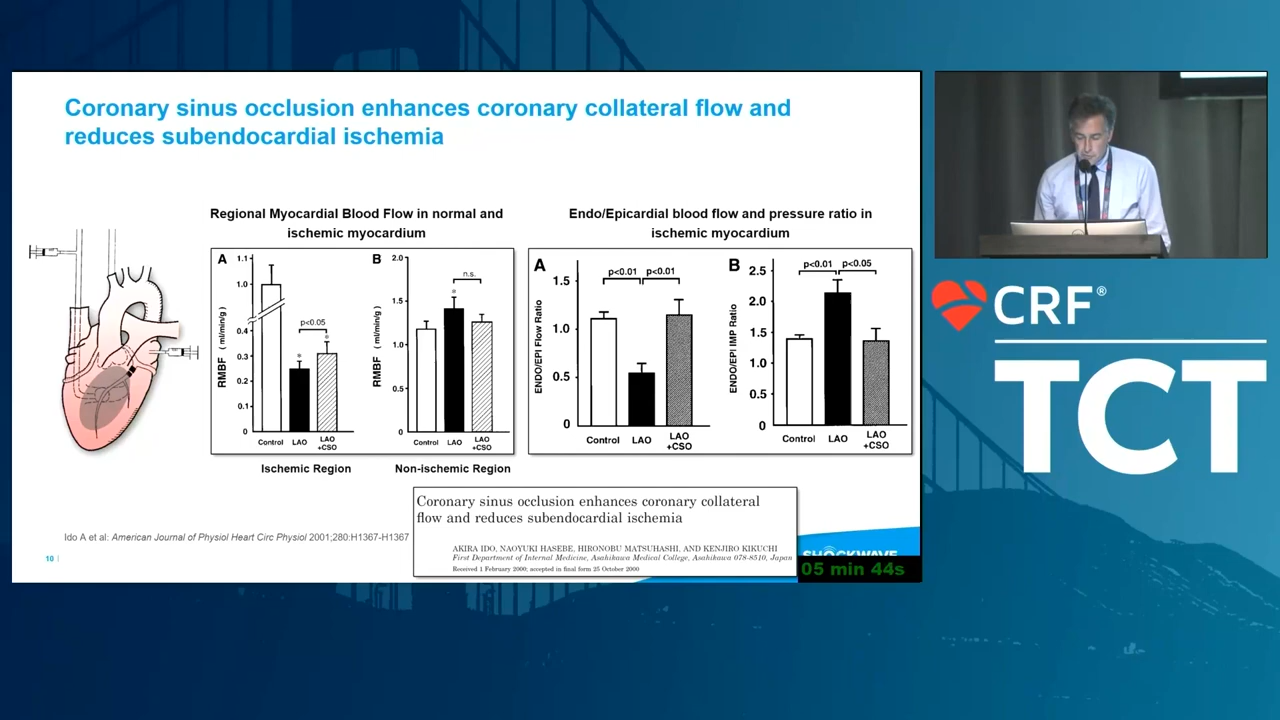 Coronary sinus occlusion enhances coronary collateral flow and
reduces subendocardial ischemia
Regional Myocardial Blood Flow in normal and
ischemic myocardium
A
1.1
1.0
0.4
0.3
0.2
0.1
0
RMBF ( ml/min/g )
p<0.05
*
*
Control
LAO
LAO
+CSO
Ischemic Region
B
2.0
1.5
1.0
0.5
0
RMBF ( ml/min/g )
n.s.
*
Control
LAO
LAO
+CSO
Non-ischemic Region
Endo/Epicardial blood flow and pressure ratio in
ischemic myocardium
A
1.5
1.0
0.5
0
ENDO/EPI Flow Ratio
p<0.01
p<0.01
Control
LAO
LAO
+CSO
B
2.5
2.0
1.5
1.0
0.5
0
ENDO/EPI IMP Ratio
p<0.01
p<0.05
Control
LAO
LAO
+CSO
Coronary sinus occlusion enhances coronary collateral
flow and reduces subendocardial ischemia
AKIRA IDO, NAOYUKI HASEBE, HIRONOBU MATSUHASHI, AND KENJIRO KIKUCHI
First Department of Internal Medicine, Asahikawa Medical College, Asahikawa 078-8510, Japan
Received 1 February 2000; accepted in final form 25 October 2000
Ido A et al: American Journal of Physiol Heart Circ Physiol 2001;280:H1367-H1367
10
SHOCKWAVE
05 min 44s
CRF®
TCT